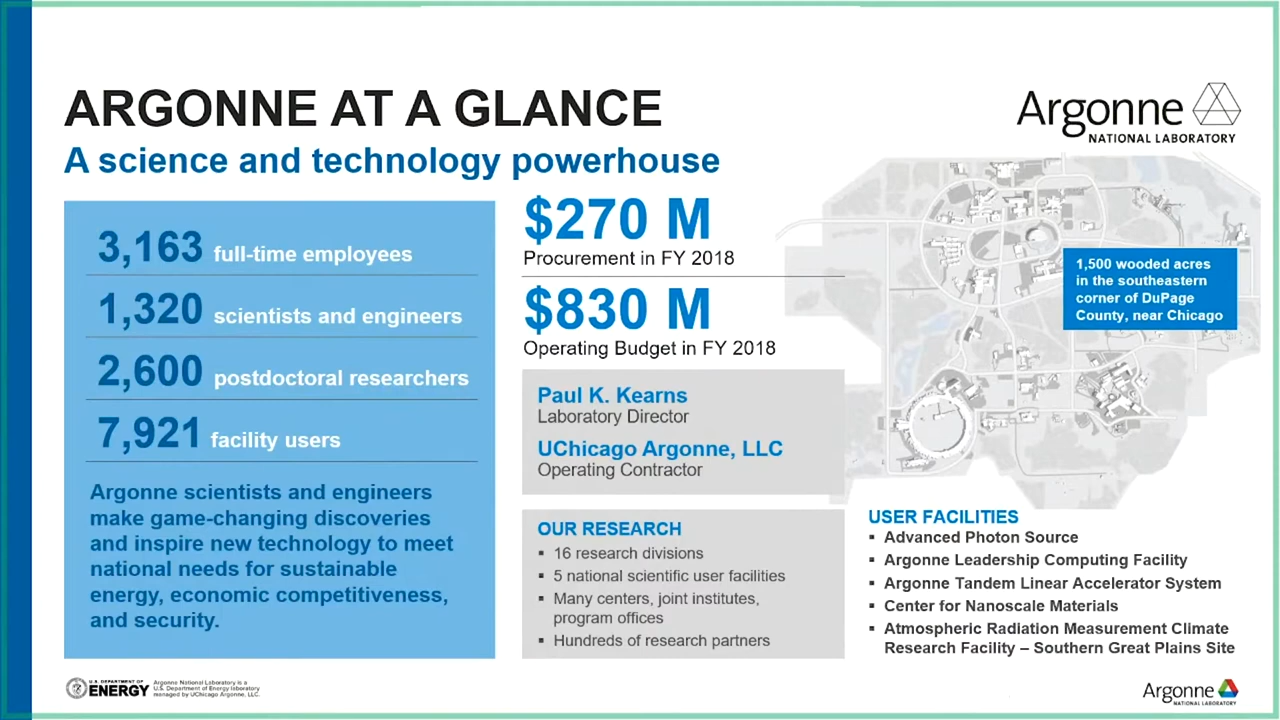 ARGONNE AT A GLANCE
A science and technology powerhouse
Argonne
NATIONAL LABORATORY
3,163 full-time employees
1,320 scientists and engineers
2,600 postdoctoral researchers
7,921 facility users
Argonne scientists and engineers
make game-changing discoveries
and inspire new technology to meet
national needs for sustainable
energy, economic competitiveness,
and security.
$270 M
Procurement in FY 2018
$830 M
Operating Budget in FY 2018
Paul K. Kearns
Laboratory Director
UChicago Argonne, LLC
Operating Contractor
OUR RESEARCH
▪ 16 research divisions
▪ 5 national scientific user facilities
▪ Many centers, joint institutes,
program offices
▪ Hundreds of research partners
1,500 wooded acres
in the southeastern
corner of DuPage
County, near Chicago
USER FACILITIES
▪ Advanced Photon Source
▪ Argonne Leadership Computing Facility
▪ Argonne Tandem Linear Accelerator System
▪ Center for Nanoscale Materials
▪ Atmospheric Radiation Measurement Climate
Research Facility – Southern Great Plains Site
U.S. DEPARTMENT OF
ENERGY
Argonne National Laboratory is a
U.S. Department of Energy laboratory
managed by UChicago Argonne, LLC.
Argonne
NATIONAL LABORATORY